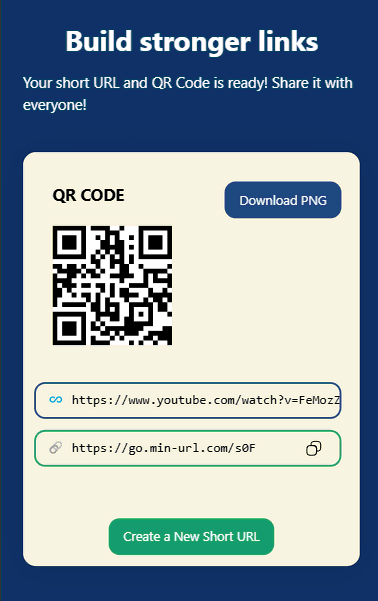 Build stronger links
Your short URL and QR Code is ready! Share it with
everyone!
QR CODE
Download PNG
https://www.youtube.com/watch?v=FeMozZ
https://go.min-url.com/s0F
Create a New Short URL